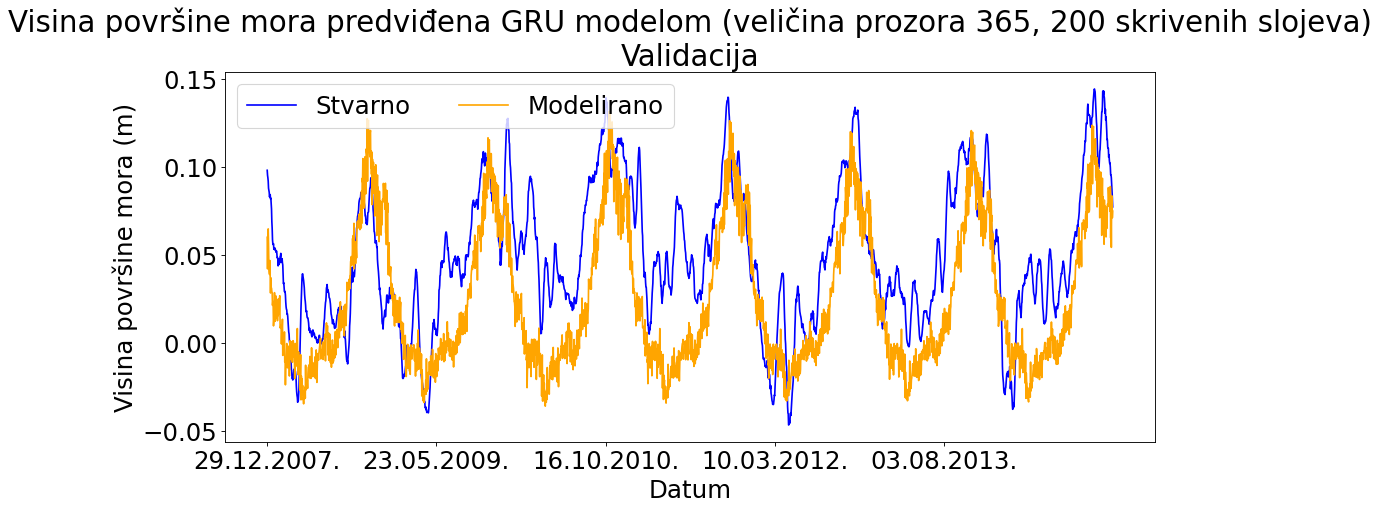 Visina površine mora predviđena GRU modelom (veličina prozora 365, 200 skrivenih slojeva)
Validacija
Stvarno
Modelirano
Visina površine mora (m)
0.15
0.10
0.05
0.00
−0.05
29.12.2007.
23.05.2009.
16.10.2010.
10.03.2012.
03.08.2013.
Datum